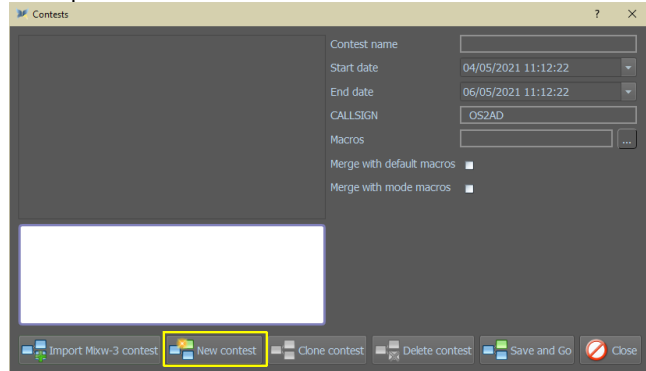 Contests ? ×
Contest name
Start date 04/05/2021 11:12:22
End date 06/05/2021 11:12:22
CALLSIGN OS2AD
Macros ...
Merge with default macros
Merge with mode macros
Import Mixw-3 contest New contest Clone contest Delete contest Save and Go Close